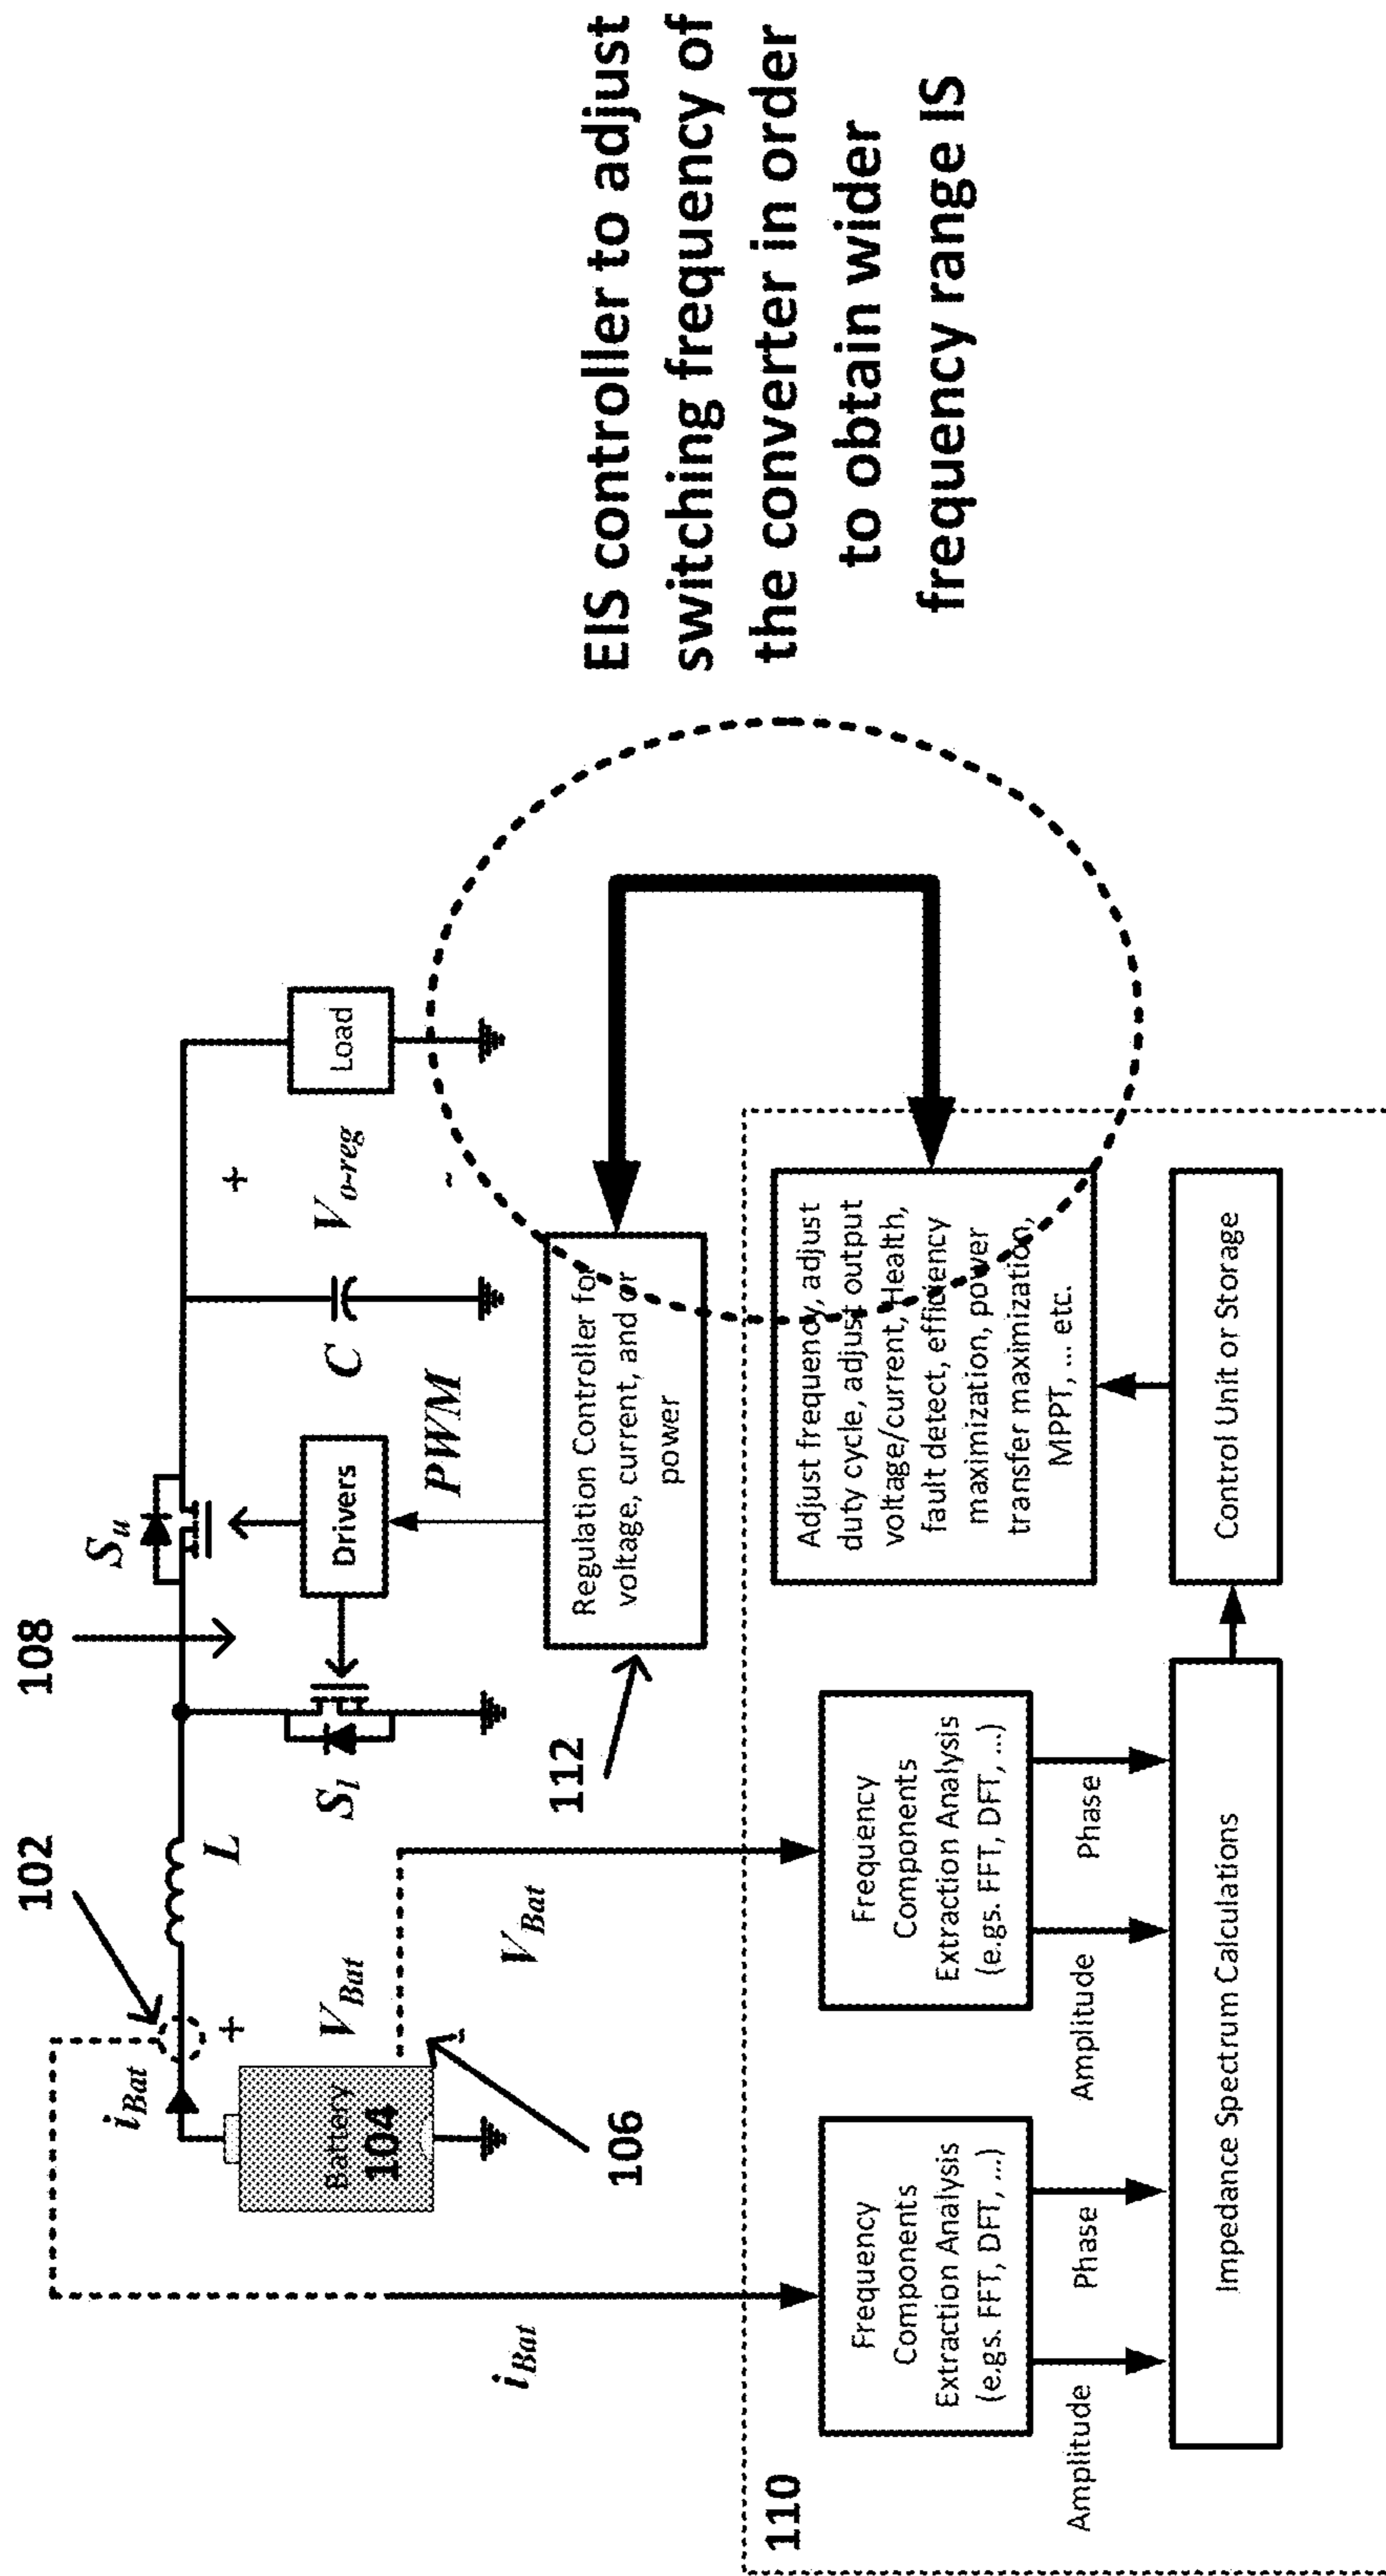 102
108
i_Bat
L
S_u
+
V_Bat
Battery
104
S_l
Drivers
PWM
C
+
V_o-reg
-
Load
106
112
i_Bat
V_Bat
Regulation Controller for
voltage, current, and or
power
EIS controller to adjust
switching frequency of
the converter in order
to obtain wider
frequency range IS
110
Frequency
Components
Extraction Analysis
(e.gs. FFT, DFT, ...)
Frequency
Components
Extraction Analysis
(e.gs. FFT, DFT, ...)
Adjust frequency, adjust
duty cycle, adjust output
voltage/current, Health,
fault detect, efficiency
maximization, power
transfer maximization,
MPPT, ... etc.
Amplitude
Phase
Amplitude
Phase
Impedance Spectrum Calculations
Control Unit or Storage